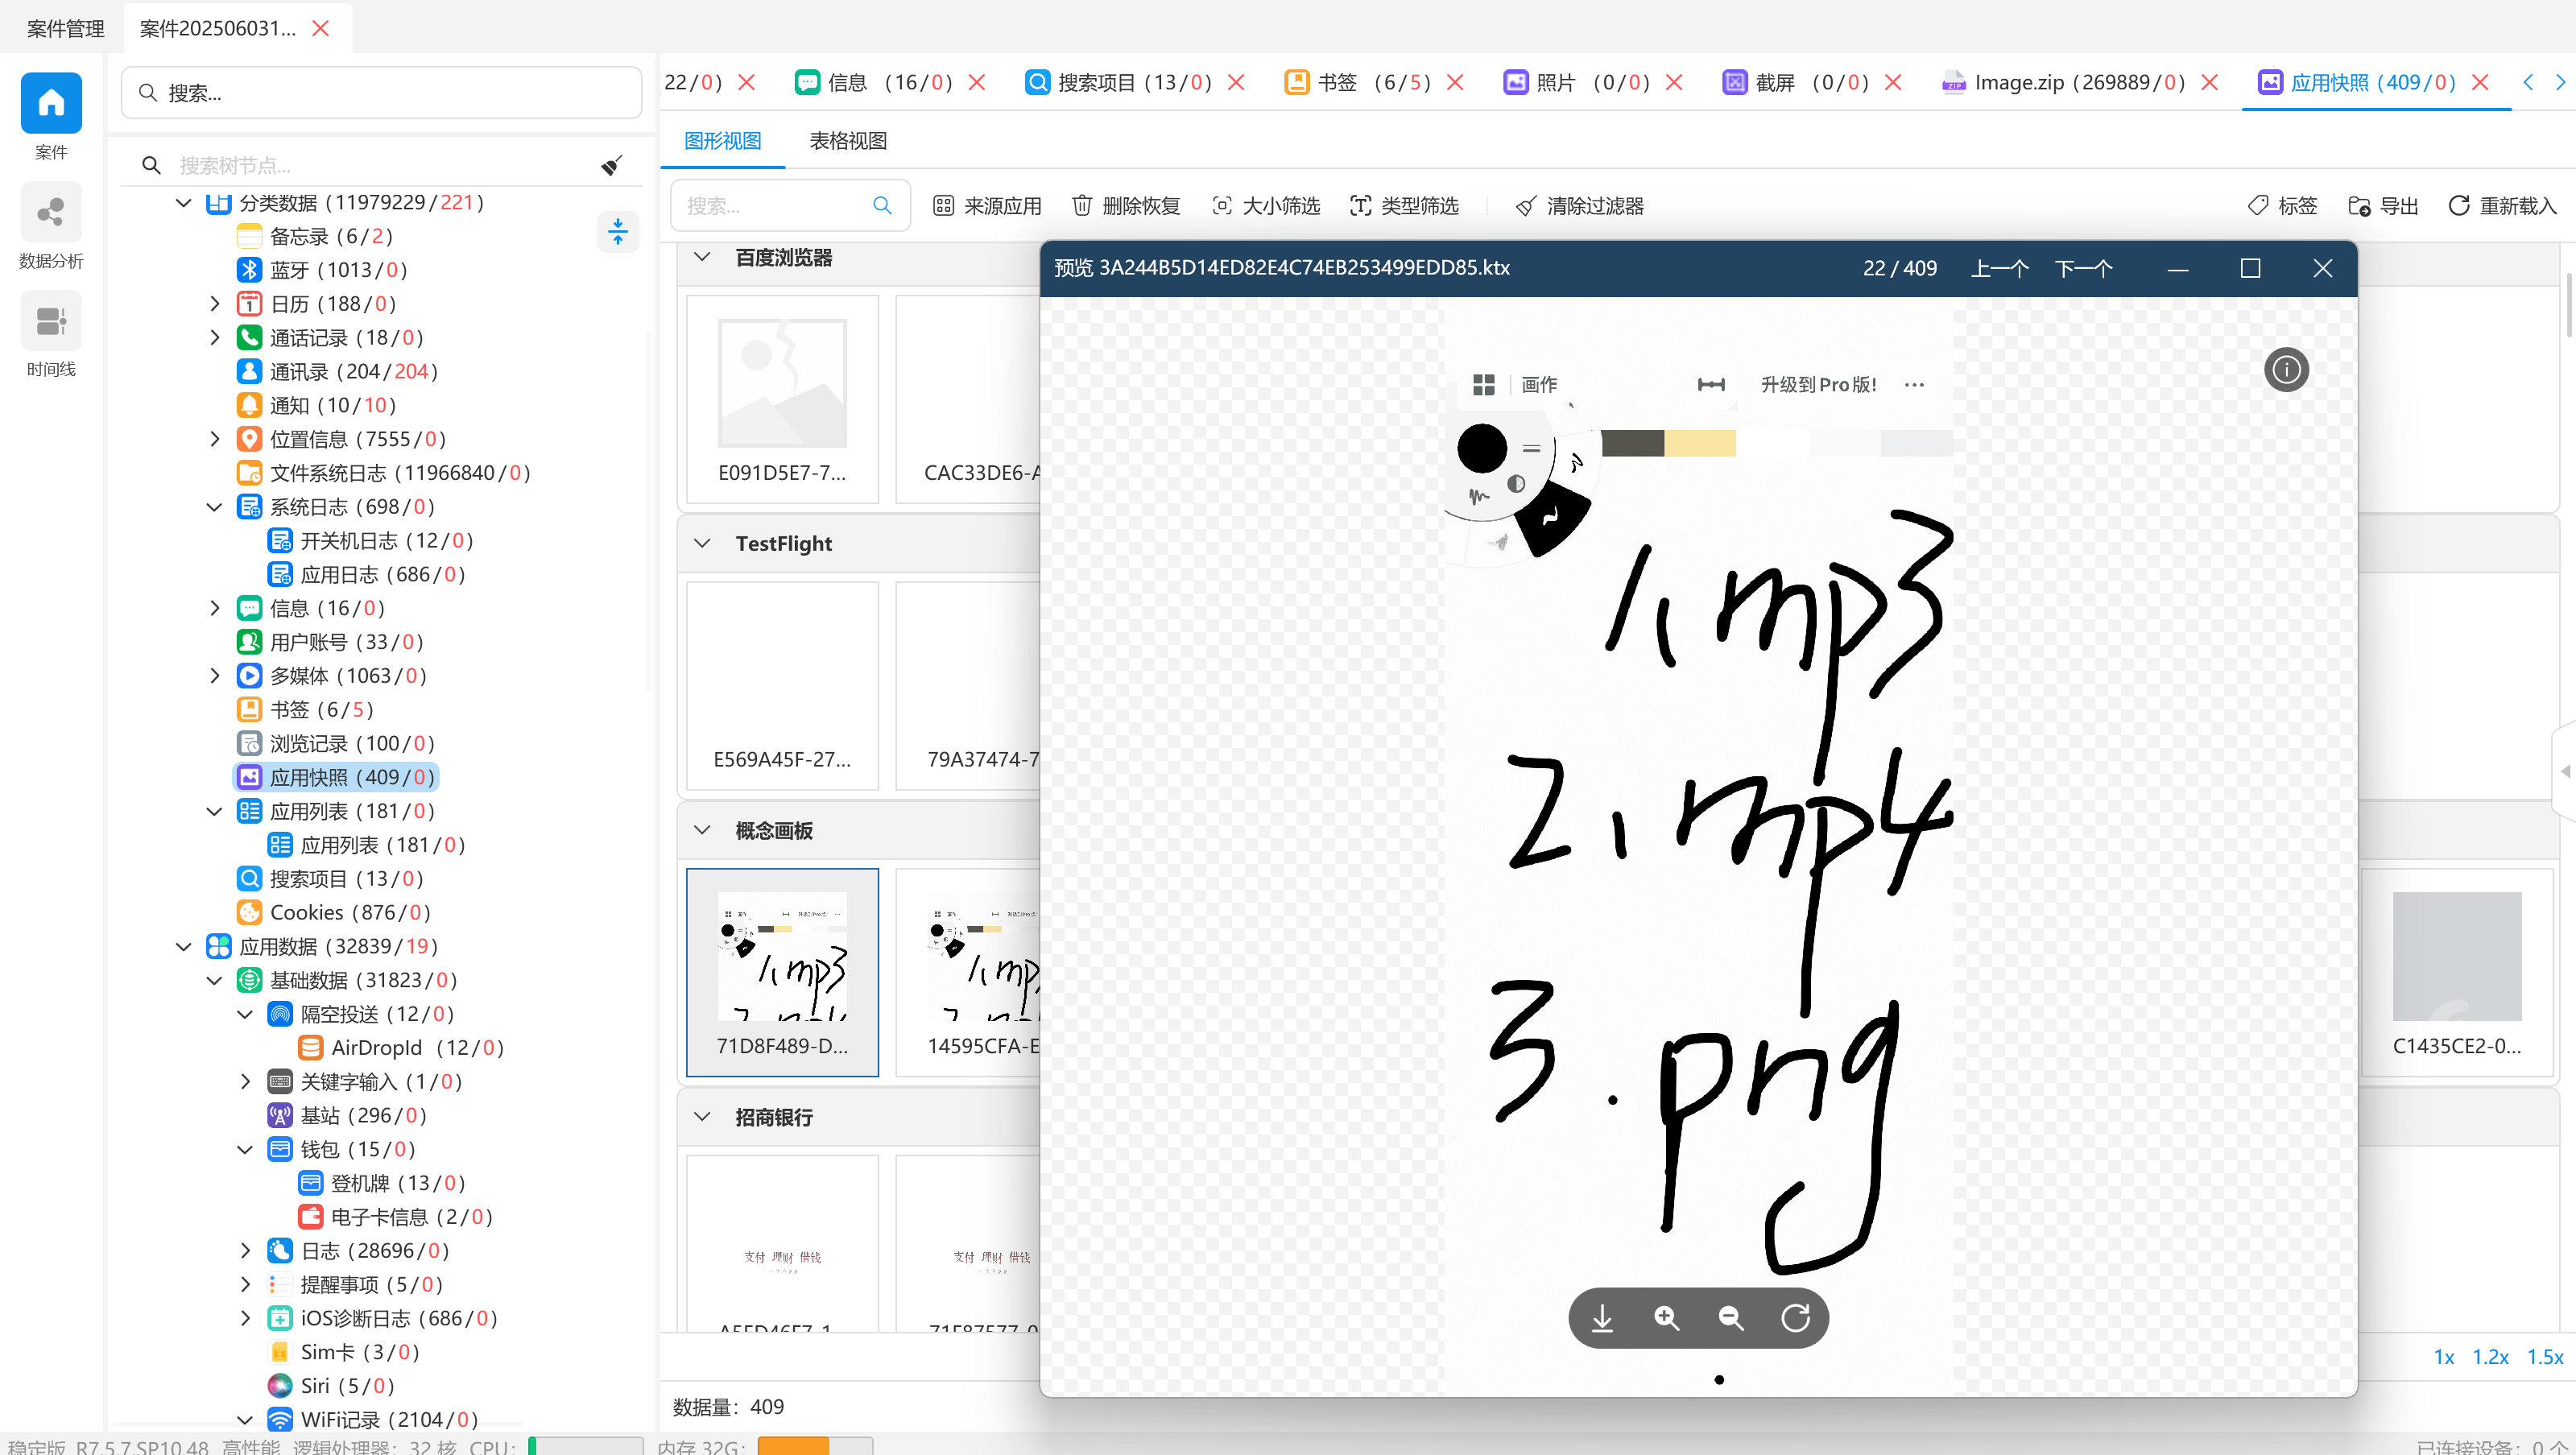 案件管理
案件202506031...
案件
数据分析
时间线
搜索...
搜索树节点...
分类数据 (11979229/221)
备忘录 (6/2)
蓝牙 (1013/0)
日历 (188/0)
通话记录 (18/0)
通讯录 (204/204)
通知 (10/10)
位置信息 (7555/0)
文件系统日志 (11966840/0)
系统日志 (698/0)
开关机日志 (12/0)
应用日志 (686/0)
信息 (16/0)
用户账号 (33/0)
多媒体 (1063/0)
书签 (6/5)
浏览记录 (100/0)
应用快照 (409/0)
应用列表 (181/0)
应用列表 (181/0)
搜索项目 (13/0)
Cookies (876/0)
应用数据 (32839/19)
基础数据 (31823/0)
隔空投送 (12/0)
AirDropId (12/0)
关键字输入 (1/0)
基站 (296/0)
钱包 (15/0)
登机牌 (13/0)
电子卡信息 (2/0)
日志 (28696/0)
提醒事项 (5/0)
iOS诊断日志 (686/0)
Sim卡 (3/0)
Siri (5/0)
WiFi记录 (2104/0)
22/0)
信息 (16/0)
搜索项目 (13/0)
书签 (6/5)
照片 (0/0)
截屏 (0/0)
Image.zip (269889/0)
应用快照 (409/0)
图形视图
表格视图
搜索...
来源应用
删除恢复
大小筛选
类型筛选
清除过滤器
标签
导出
重新载入
百度浏览器
E091D5E7-7...
CAC33DE6-A
TestFlight
E569A45F-27...
79A37474-7
概念画板
1.mp3
2.mp4
71D8F489-D...
1.mp3
14595CFA-E
C1435CE2-0...
招商银行
支付 理财 借钱
支付 理财 借钱
预览 3A244B5D14ED82E4C74EB253499EDD85.ktx
22 / 409
上一个
下一个
画作
升级到Pro版!
1.mp3
2.mp4
3.png
1x
1.2x
1.5x
数据量: 409
稳定版 R7.5.7.SP10.48 高性能 逻辑处理器: 32 核 CPU:
内存 32G:
已连接设备: 0 个